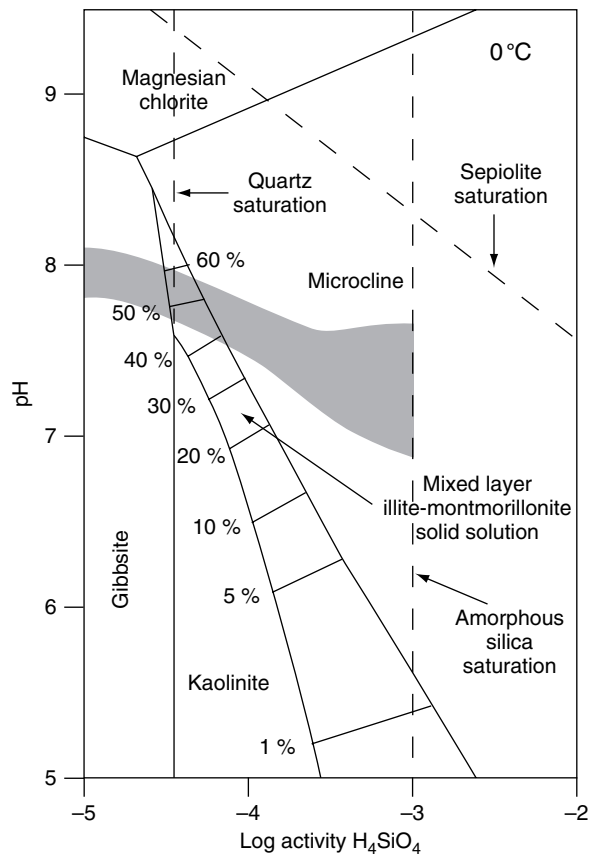 0 °C
Magnesian
chlorite
9
Sepiolite
saturation
Quartz
saturation
60 %
8
Microcline
50 %
40 %
pH
30 %
7
20 %
Mixed layer
illite-montmorillonite
solid solution
10 %
Gibbsite
5 %
6
Amorphous
silica
saturation
Kaolinite
1 %
5
–5
–4
–3
–2
Log activity H₄SiO₄